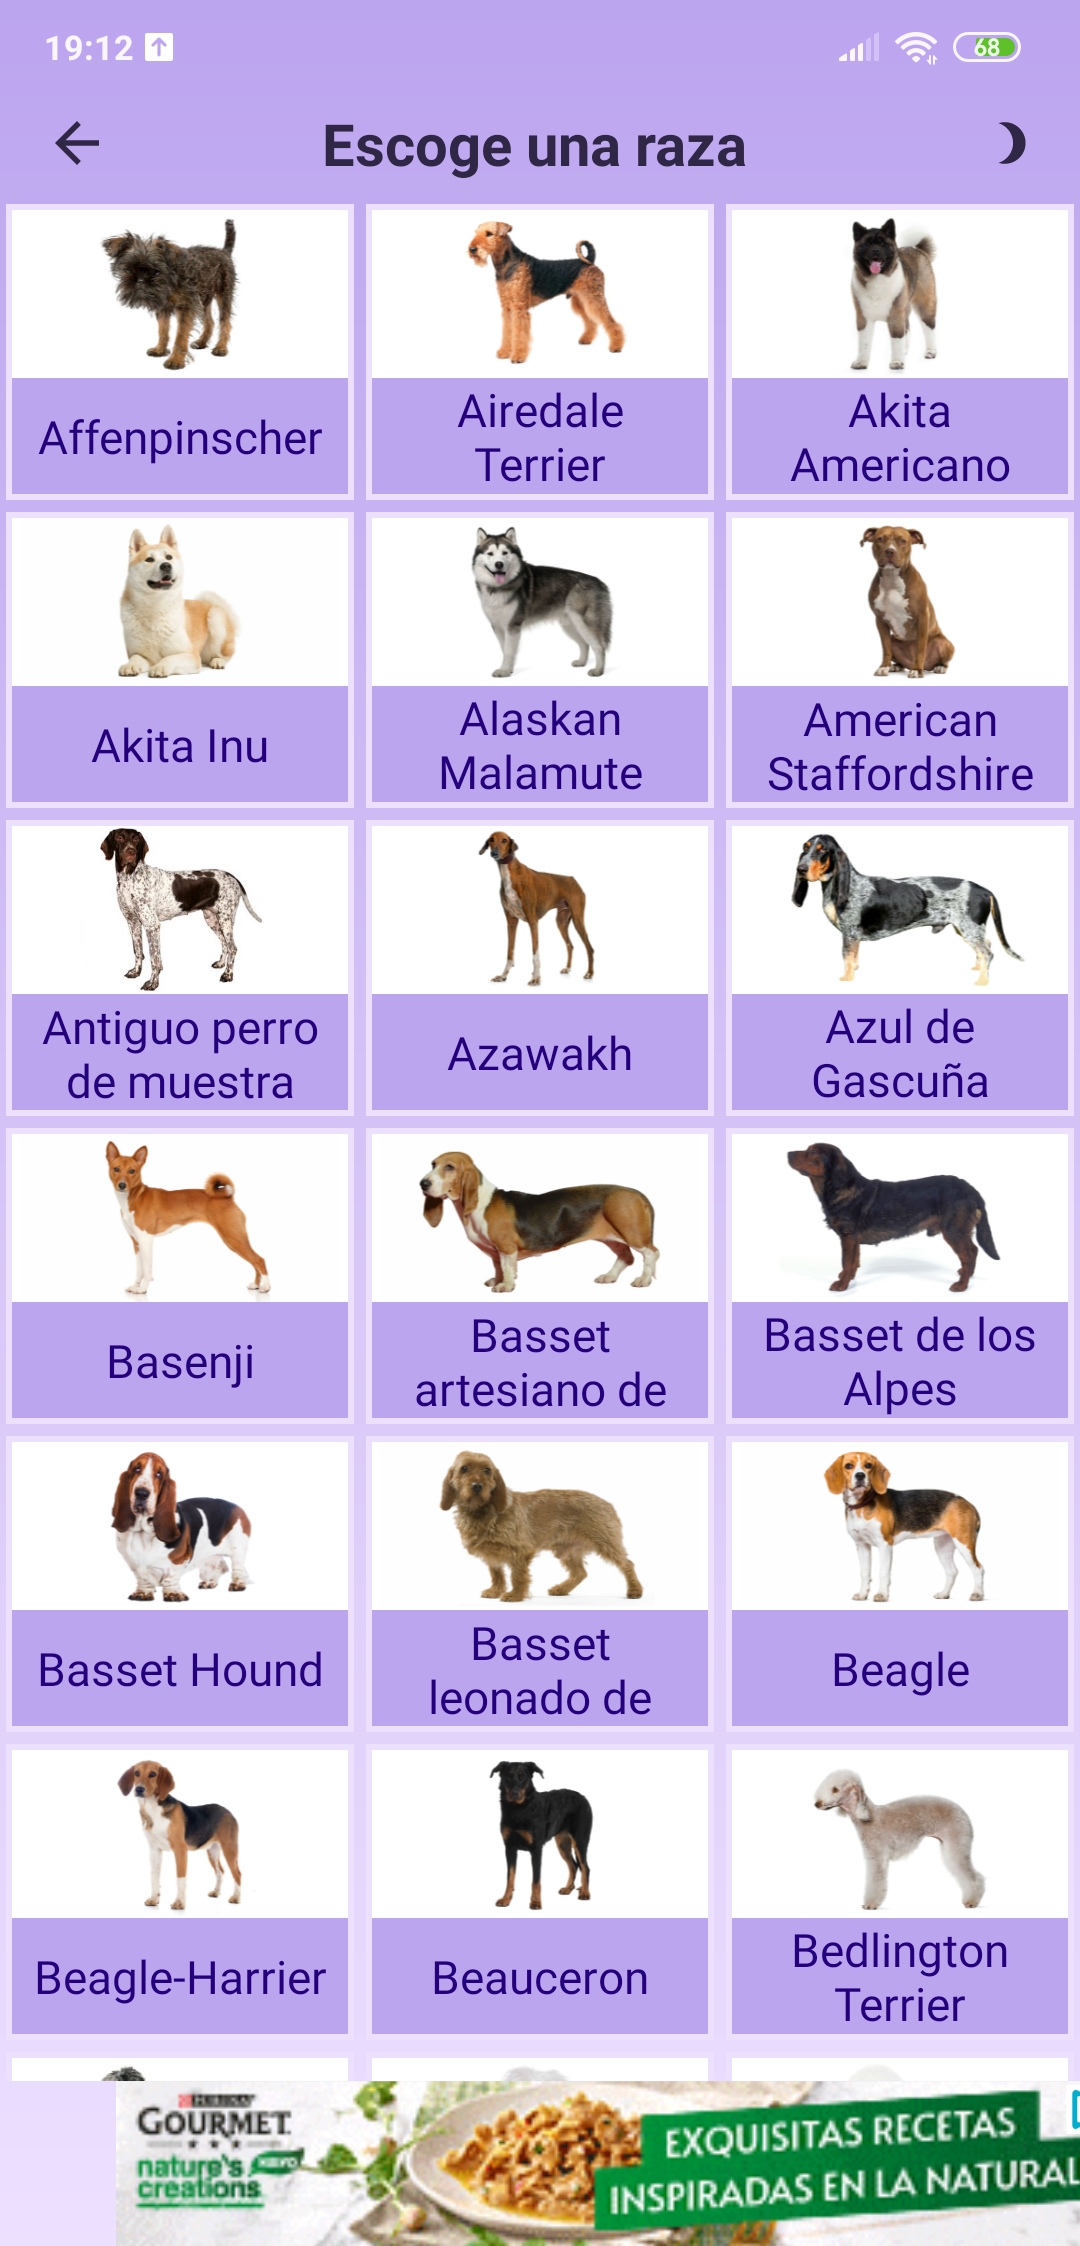 19:12
68
Escoge una raza
Affenpinscher
Airedale
Terrier
Akita
Americano
Akita Inu
Alaskan
Malamute
American
Staffordshire
Antiguo perro
de muestra
Azawakh
Azul de
Gascuña
Basenji
Basset
artesiano de
Basset de los
Alpes
Basset Hound
Basset
leonado de
Beagle
Beagle-Harrier
Beauceron
Bedlington
Terrier
PURINA
GOURMET
nature's
creations
EXQUISITAS RECETAS
INSPIRADAS EN LA NATURAL